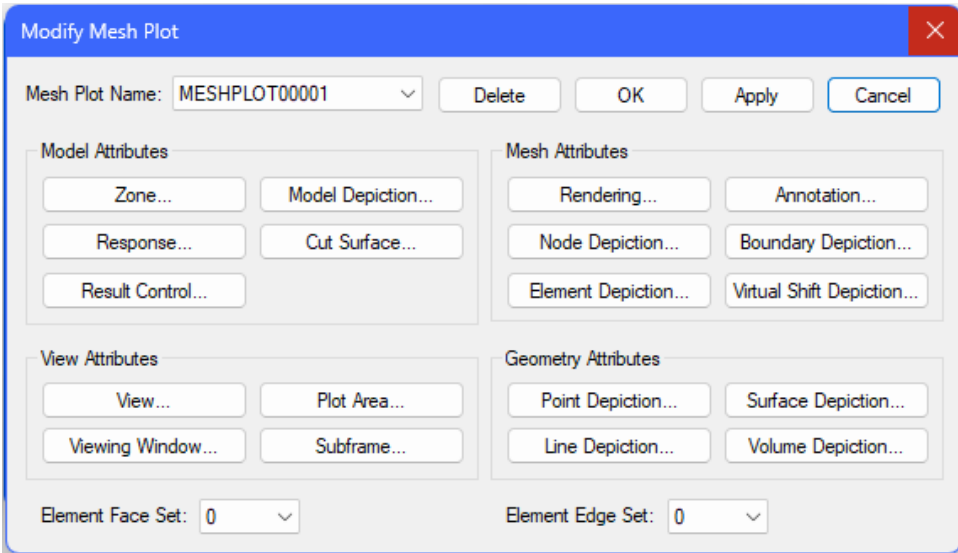 Modify Mesh Plot
Mesh Plot Name: MESHPLOT00001 Delete OK Apply Cancel
Model Attributes
Zone... Model Depiction...
Response... Cut Surface...
Result Control...
Mesh Attributes
Rendering... Annotation...
Node Depiction... Boundary Depiction...
Element Depiction... Virtual Shift Depiction...
View Attributes
View... Plot Area...
Viewing Window... Subframe...
Geometry Attributes
Point Depiction... Surface Depiction...
Line Depiction... Volume Depiction...
Element Face Set: 0 Element Edge Set: 0